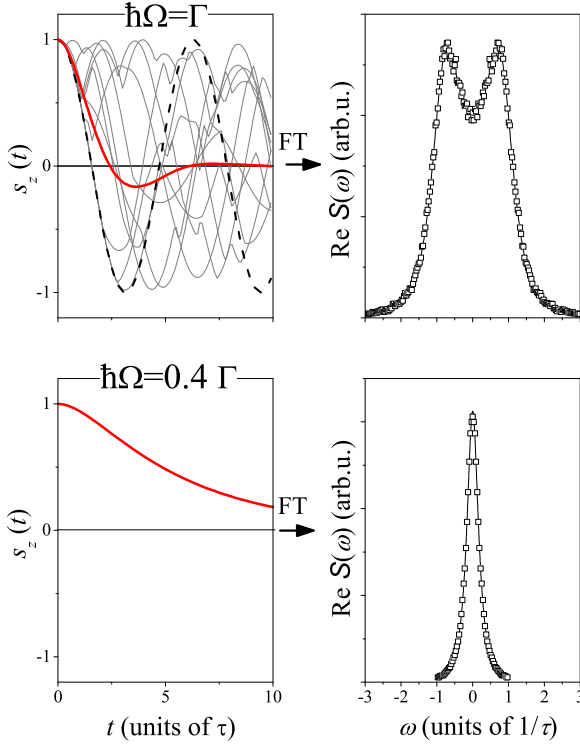 ħΩ=Γ
1
0
-1
s_z (t)
FT
Re S(ω) (arb.u.)
ħΩ=0.4 Γ
1
0
-1
s_z (t)
FT
Re S(ω) (arb.u.)
0 5 10
-3 -2 -1 0 1 2 3
t (units of τ)
ω (units of 1/τ)